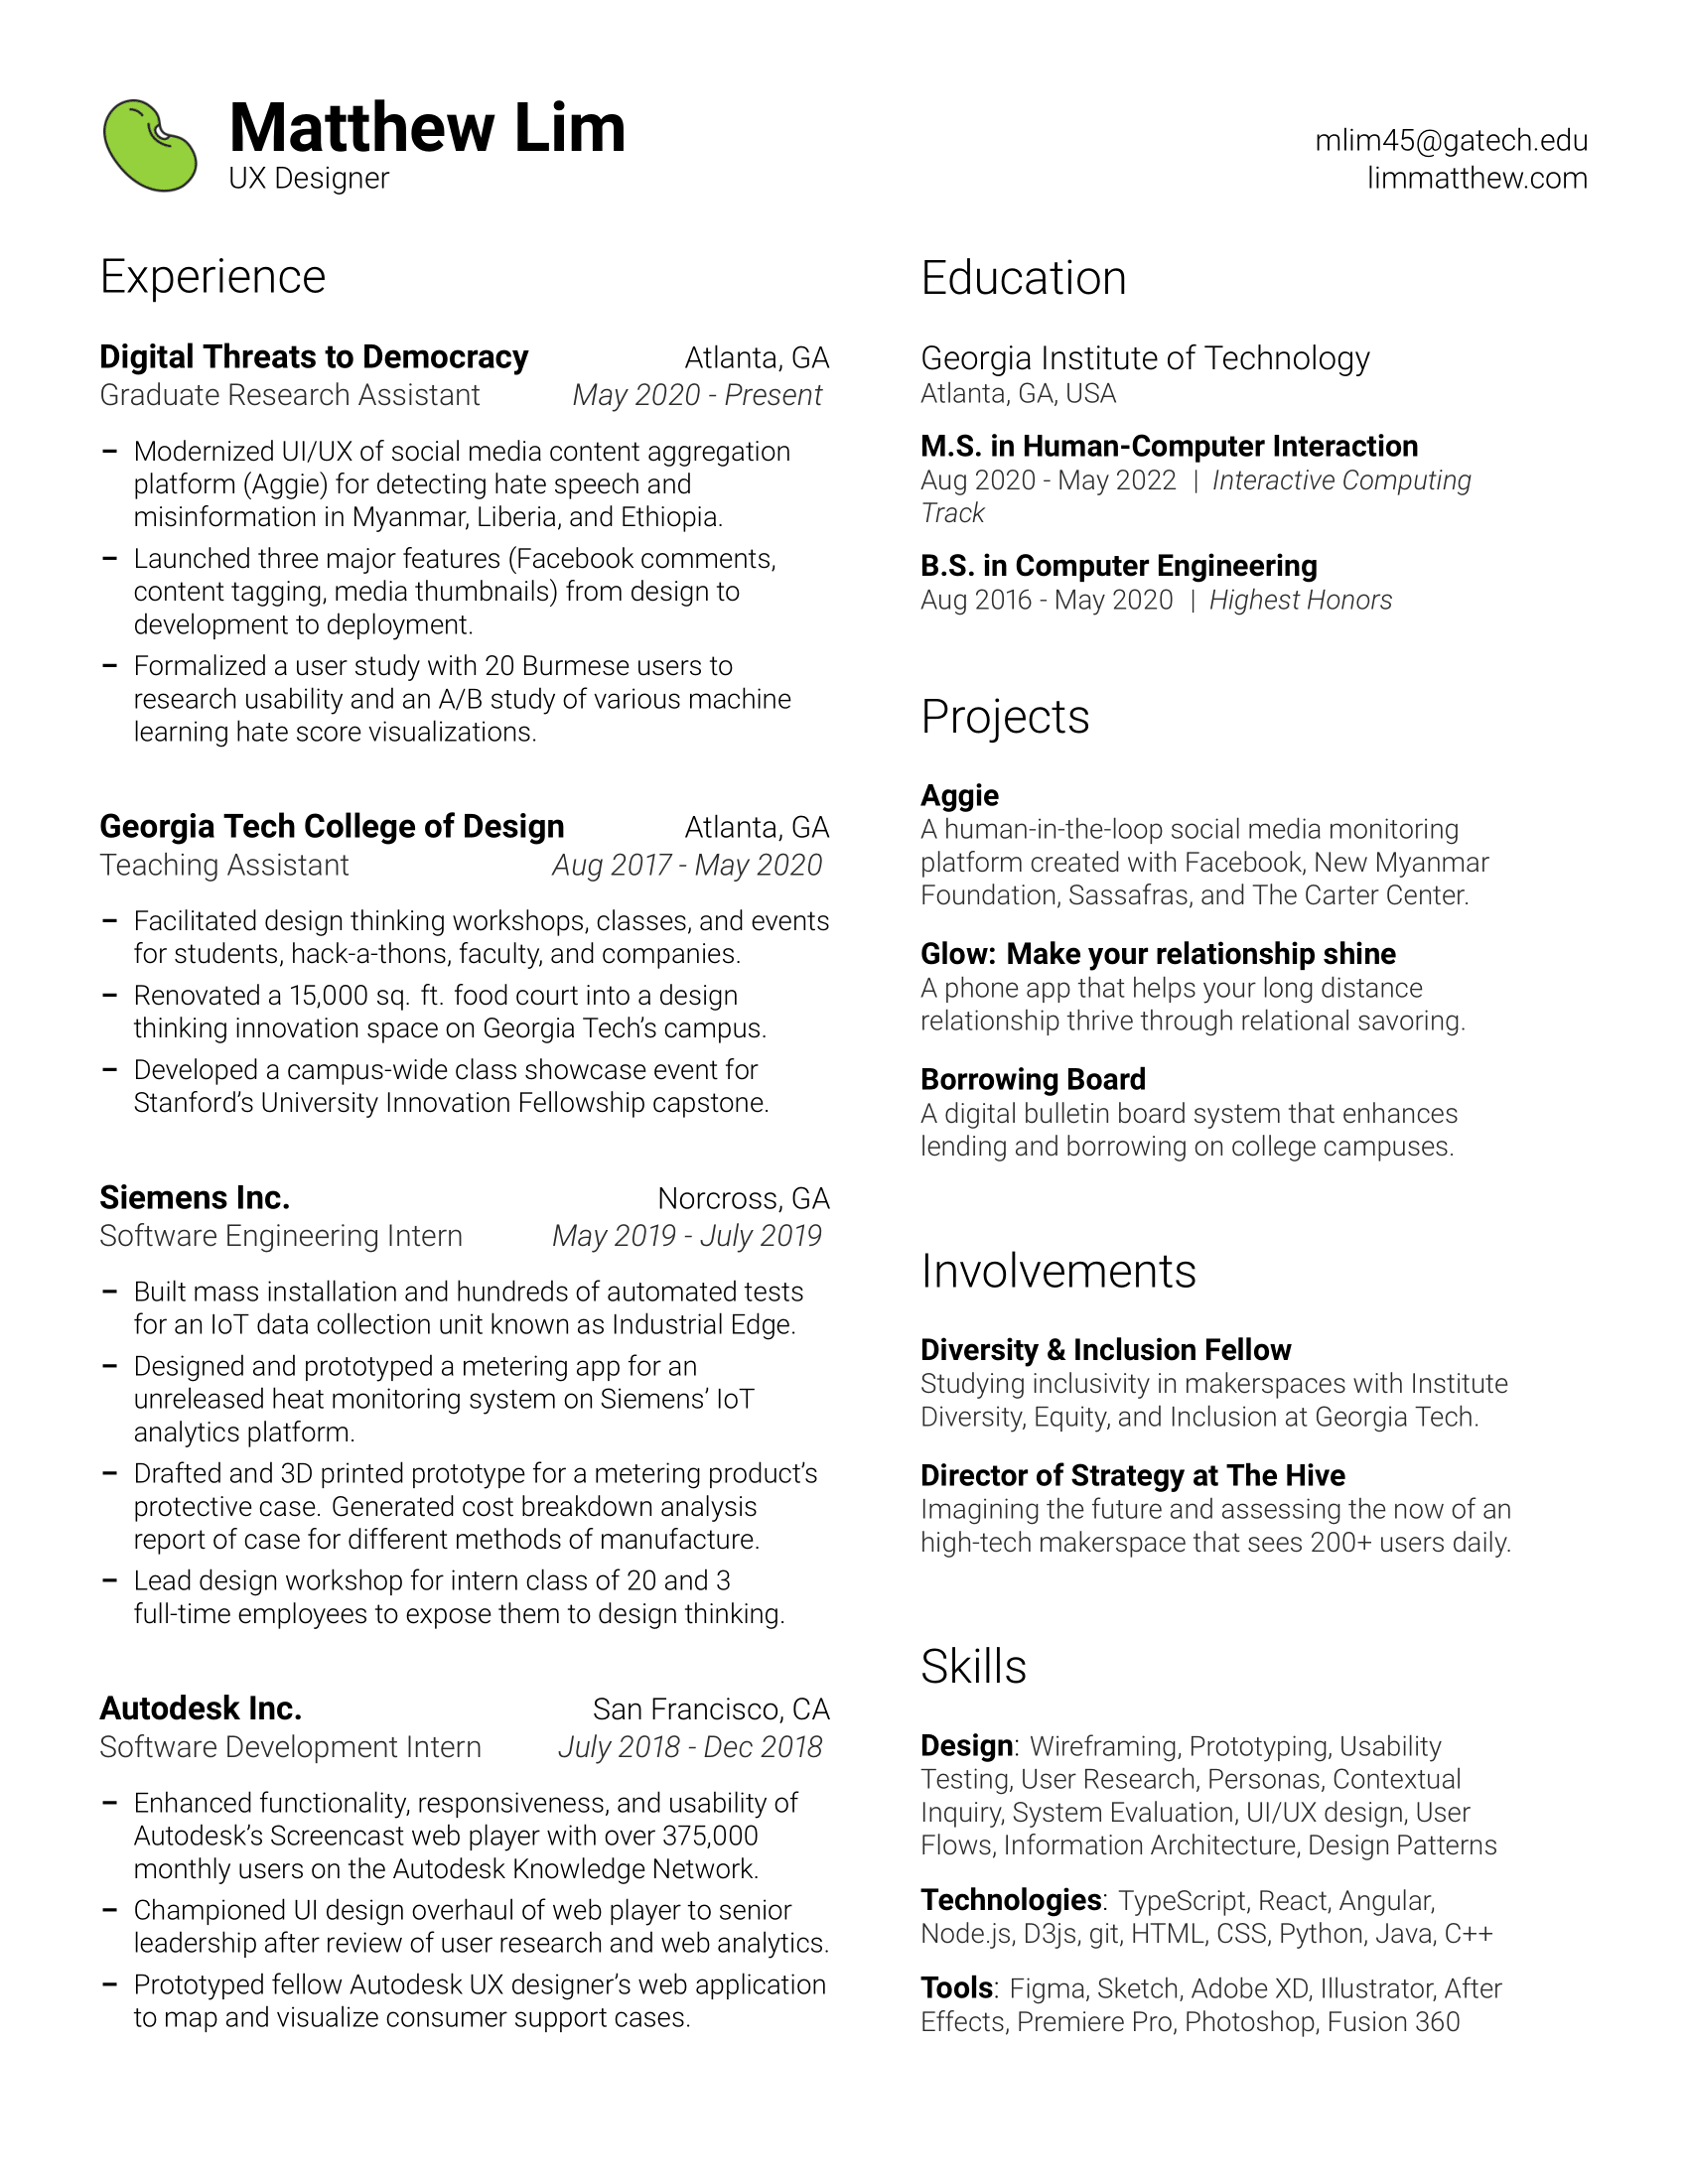 Matthew Lim
UX Designer
mlim45@gatech.edu
limmatthew.com
Experience
Digital Threats to Democracy Atlanta, GA
Graduate Research Assistant May 2020 - Present
– Modernized UI/UX of social media content aggregation
platform (Aggie) for detecting hate speech and
misinformation in Myanmar, Liberia, and Ethiopia.
– Launched three major features (Facebook comments,
content tagging, media thumbnails) from design to
development to deployment.
– Formalized a user study with 20 Burmese users to
research usability and an A/B study of various machine
learning hate score visualizations.
Georgia Tech College of Design Atlanta, GA
Teaching Assistant Aug 2017 - May 2020
– Facilitated design thinking workshops, classes, and events
for students, hack-a-thons, faculty, and companies.
– Renovated a 15,000 sq. ft. food court into a design
thinking innovation space on Georgia Tech’s campus.
– Developed a campus-wide class showcase event for
Stanford’s University Innovation Fellowship capstone.
Siemens Inc. Norcross, GA
Software Engineering Intern May 2019 - July 2019
– Built mass installation and hundreds of automated tests
for an IoT data collection unit known as Industrial Edge.
– Designed and prototyped a metering app for an
unreleased heat monitoring system on Siemens’ IoT
analytics platform.
– Drafted and 3D printed prototype for a metering product’s
protective case. Generated cost breakdown analysis
report of case for different methods of manufacture.
– Lead design workshop for intern class of 20 and 3
full-time employees to expose them to design thinking.
Autodesk Inc. San Francisco, CA
Software Development Intern July 2018 - Dec 2018
– Enhanced functionality, responsiveness, and usability of
Autodesk’s Screencast web player with over 375,000
monthly users on the Autodesk Knowledge Network.
– Championed UI design overhaul of web player to senior
leadership after review of user research and web analytics.
– Prototyped fellow Autodesk UX designer’s web application
to map and visualize consumer support cases.
Education
Georgia Institute of Technology
Atlanta, GA, USA
M.S. in Human-Computer Interaction
Aug 2020 - May 2022 | Interactive Computing
Track
B.S. in Computer Engineering
Aug 2016 - May 2020 | Highest Honors
Projects
Aggie
A human-in-the-loop social media monitoring
platform created with Facebook, New Myanmar
Foundation, Sassafras, and The Carter Center.
Glow: Make your relationship shine
A phone app that helps your long distance
relationship thrive through relational savoring.
Borrowing Board
A digital bulletin board system that enhances
lending and borrowing on college campuses.
Involvements
Diversity & Inclusion Fellow
Studying inclusivity in makerspaces with Institute
Diversity, Equity, and Inclusion at Georgia Tech.
Director of Strategy at The Hive
Imagining the future and assessing the now of an
high-tech makerspace that sees 200+ users daily.
Skills
Design: Wireframing, Prototyping, Usability
Testing, User Research, Personas, Contextual
Inquiry, System Evaluation, UI/UX design, User
Flows, Information Architecture, Design Patterns
Technologies: TypeScript, React, Angular,
Node.js, D3js, git, HTML, CSS, Python, Java, C++
Tools: Figma, Sketch, Adobe XD, Illustrator, After
Effects, Premiere Pro, Photoshop, Fusion 360